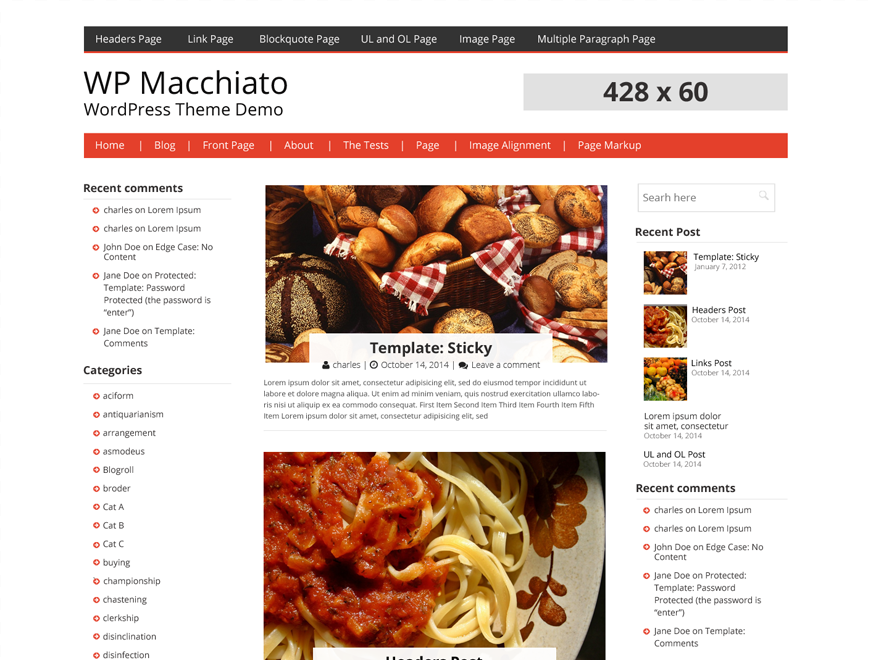 Headers Page Link Page Blockquote Page UL and OL Page Image Page Multiple Paragraph Page
WP Macchiato
WordPress Theme Demo
428 x 60
Home | Blog | Front Page | About | The Tests | Page | Image Alignment | Page Markup
Recent comments
charles on Lorem Ipsum
charles on Lorem Ipsum
John Doe on Edge Case: No
Content
Jane Doe on Protected:
Template: Password
Protected (the password is
“enter”)
Jane Doe on Template:
Comments
Categories
aciform
antiquarianism
arrangement
asmodeus
Blogroll
broder
Cat A
Cat B
Cat C
buying
championship
chastening
clerkship
disinclination
disinfection
Template: Sticky
charles | October 14, 2014 | Leave a comment
Lorem ipsum dolor sit amet, consectetur adipisicing elit, sed do eiusmod tempor incididunt ut
labore et dolore magna aliqua. Ut enim ad minim veniam, quis nostrud exercitation ullamco labo-
ris nisi ut aliquip ex ea commodo consequat. First Item Second Item Third Item Fourth Item Fifth
Item Lorem ipsum dolor sit amet, consectetur adipisicing elit, sed
Headers Post
Searh here
Recent Post
Template: Sticky
January 7, 2012
Headers Post
October 14, 2014
Links Post
October 14, 2014
Lorem ipsum dolor
sit amet, consectetur
October 14, 2014
UL and OL Post
October 14, 2014
Recent comments
charles on Lorem Ipsum
charles on Lorem Ipsum
John Doe on Edge Case: No
Content
Jane Doe on Protected:
Template: Password
Protected (the password is
“enter”)
Jane Doe on Template:
Comments